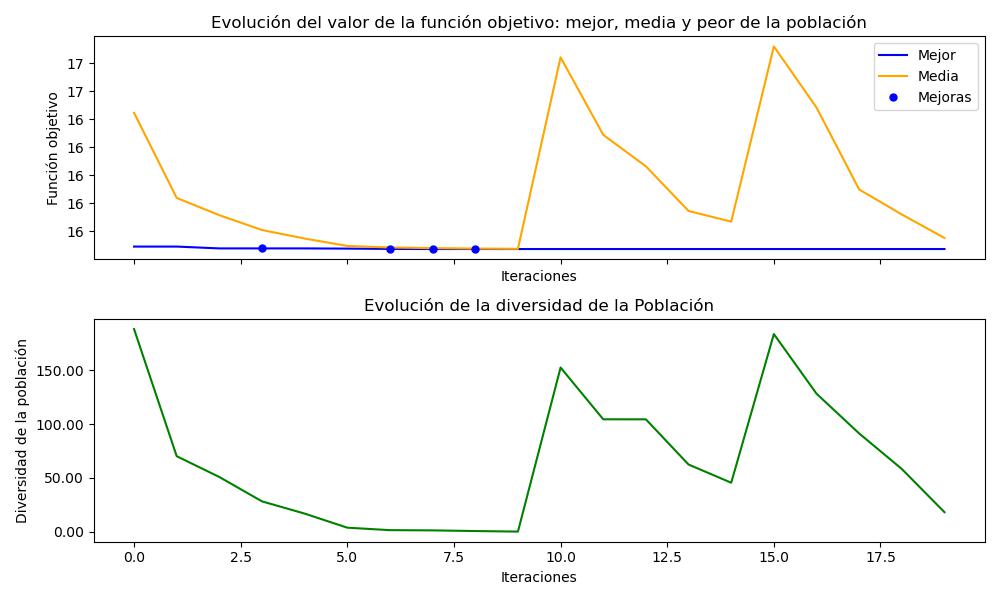 Evolución del valor de la función objetivo: mejor, media y peor de la población
Función objetivo
17
17
16
16
16
16
16
Mejor
Media
Mejoras
Iteraciones
Evolución de la diversidad de la Población
Diversidad de la población
150.00
100.00
50.00
0.00
0.0 2.5 5.0 7.5 10.0 12.5 15.0 17.5
Iteraciones